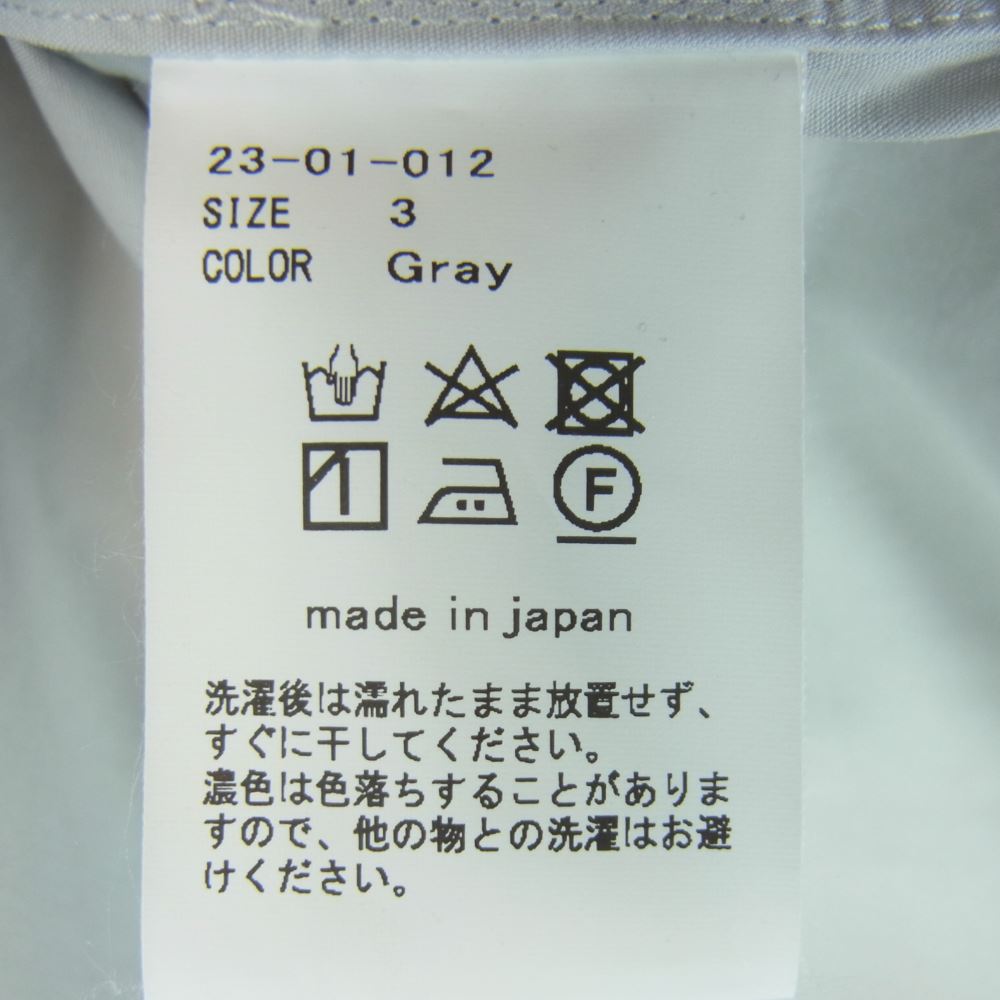 23-01-012
SIZE 3
COLOR Gray
F
made in japan
洗濯後は濡れたまま放置せず、
すぐに干してください。
濃色は色落ちすることがありま
すので、他の物との洗濯はお避
けください。